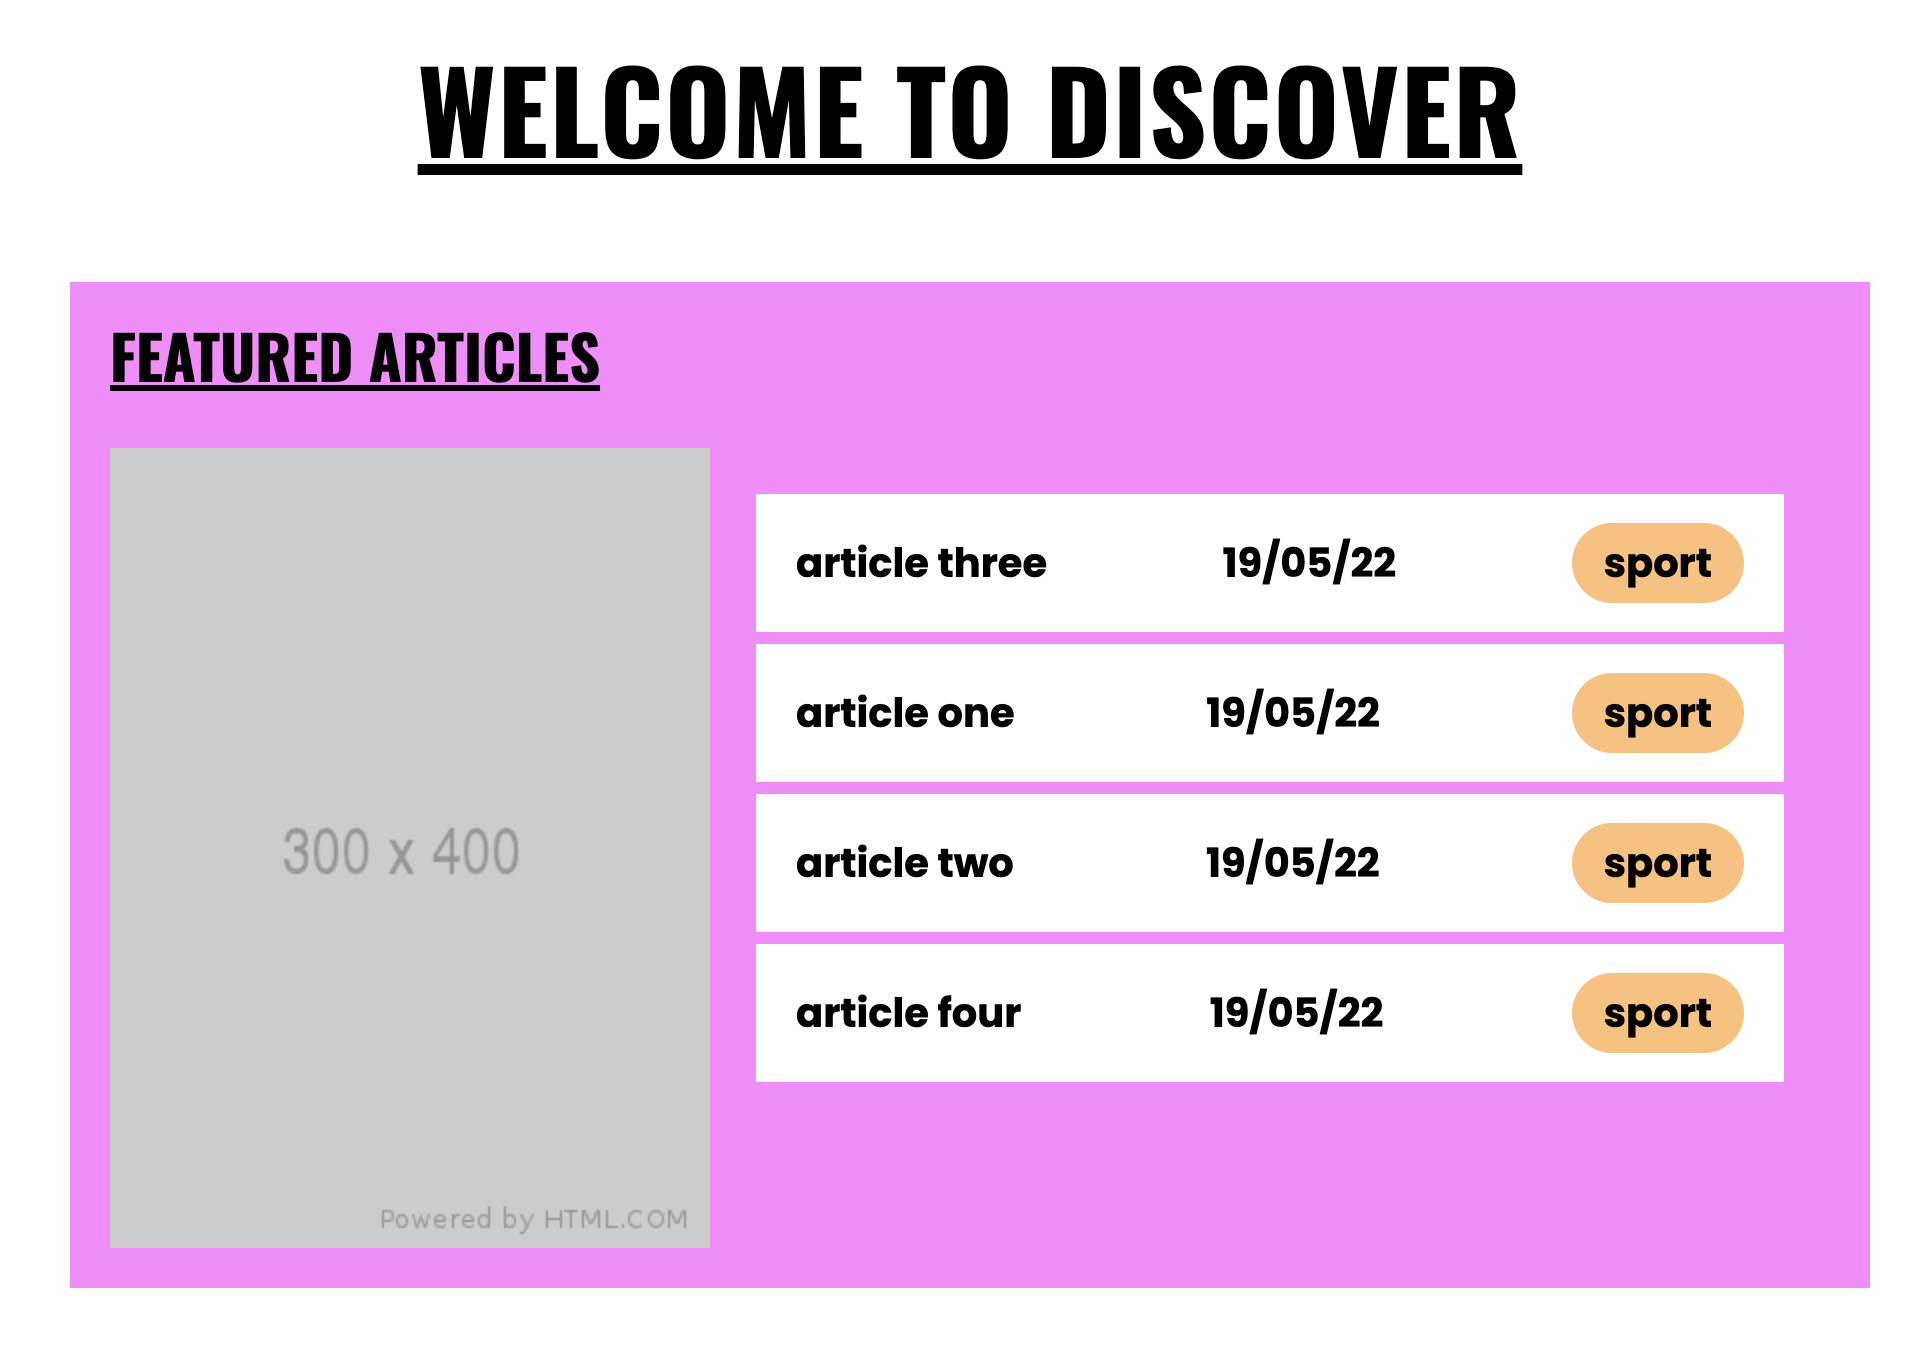 WELCOME TO DISCOVER
FEATURED ARTICLES
300 x 400
Powered by HTML.COM
article three 19/05/22 sport
article one 19/05/22 sport
article two 19/05/22 sport
article four 19/05/22 sport